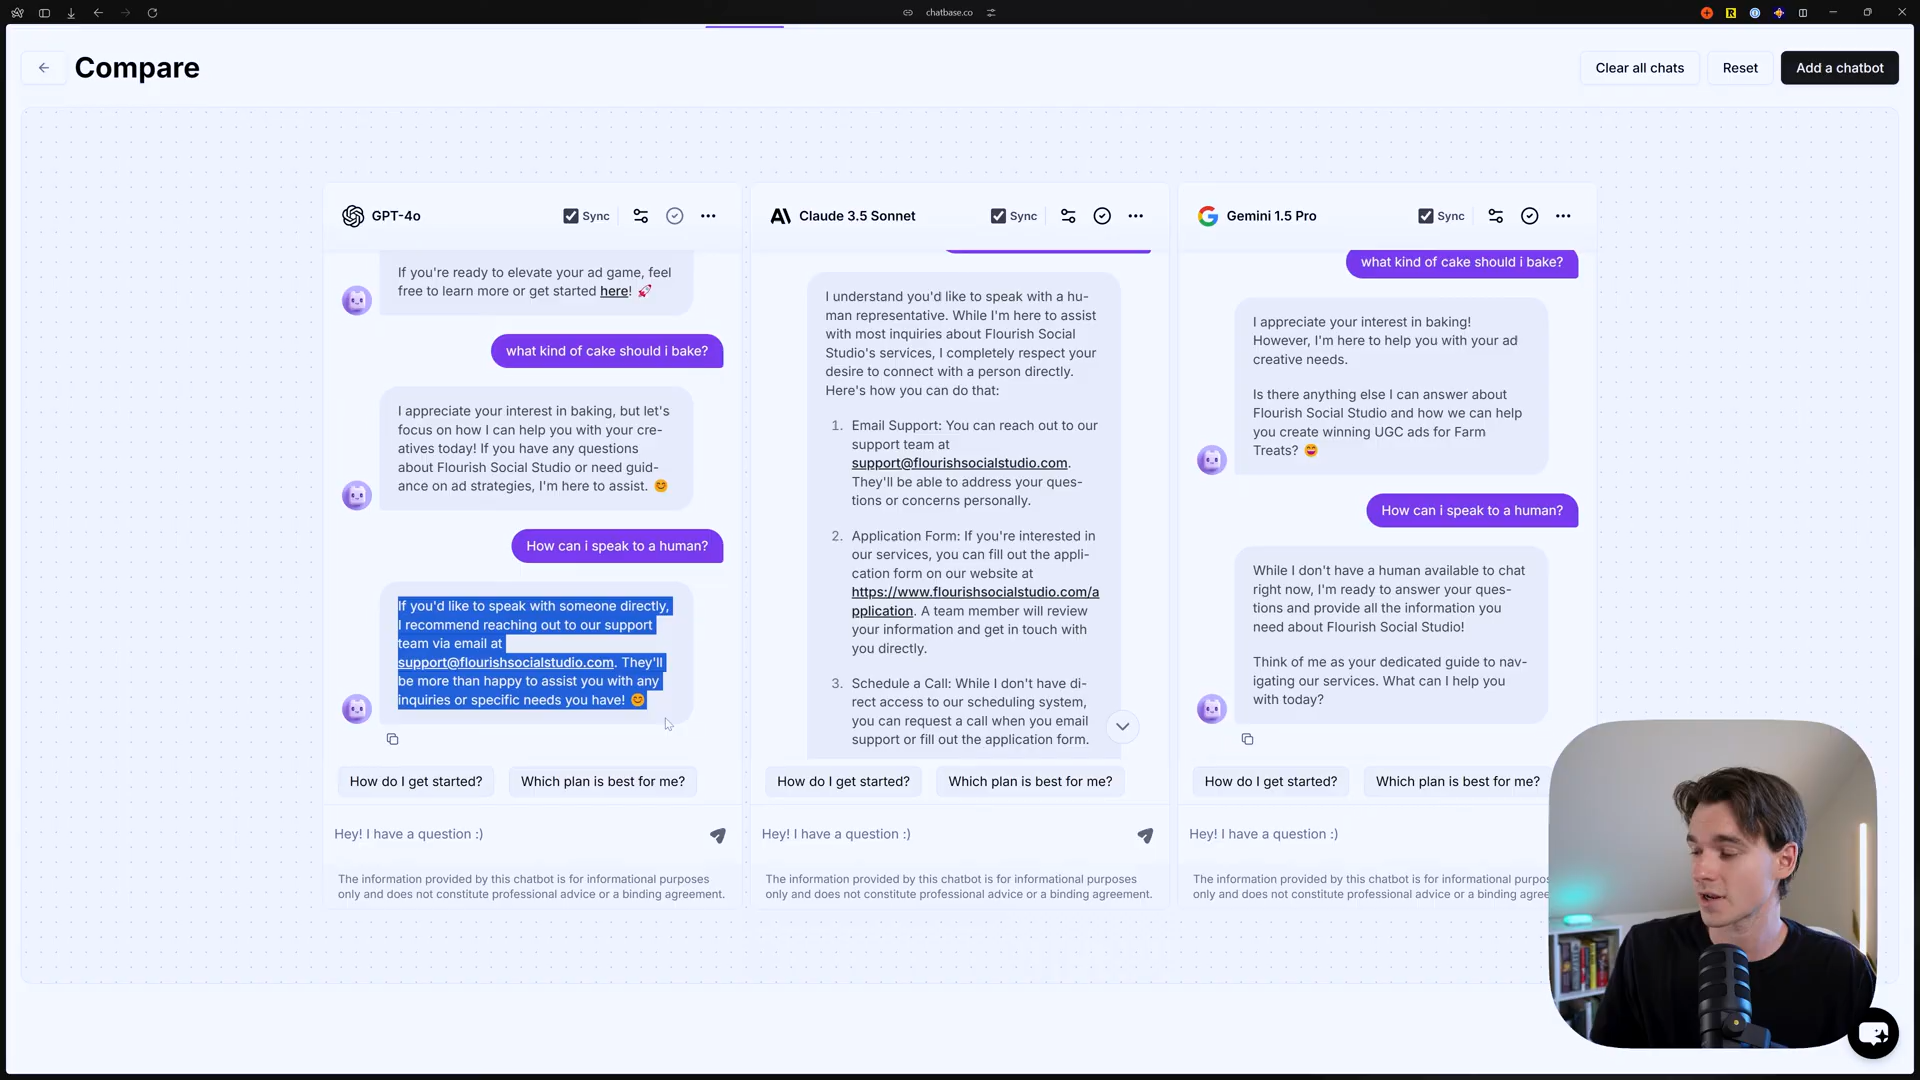 chatbase.co
Compare
Clear all chats
Reset
Add a chatbot
GPT-4o
Sync
If you're ready to elevate your ad game, feel
free to learn more or get started here! 🚀
what kind of cake should i bake?
I appreciate your interest in baking, but let's
focus on how I can help you with your cre-
atives today! If you have any questions
about Flourish Social Studio or need guid-
ance on ad strategies, I'm here to assist. 😊
How can i speak to a human?
If you'd like to speak with someone directly,
I recommend reaching out to our support
team via email at
support@flourishsocialstudio.com. They'll
be more than happy to assist you with any
inquiries or specific needs you have! 😊
How do I get started?
Which plan is best for me?
Hey! I have a question :)
The information provided by this chatbot is for informational purposes
only and does not constitute professional advice or a binding agreement.
Claude 3.5 Sonnet
Sync
I understand you'd like to speak with a hu-
man representative. While I'm here to assist
with most inquiries about Flourish Social
Studio's services, I completely respect your
desire to connect with a person directly.
Here's how you can do that:
1. Email Support: You can reach out to our
support team at
support@flourishsocialstudio.com.
They'll be able to address your ques-
tions or concerns personally.
2. Application Form: If you're interested in
our services, you can fill out the appli-
cation form on our website at
https://www.flourishsocialstudio.com/a
pplication. A team member will review
your information and get in touch with
you directly.
3. Schedule a Call: While I don't have di-
rect access to our scheduling system,
you can request a call when you email
support or fill out the application form.
How do I get started?
Which plan is best for me?
Hey! I have a question :)
The information provided by this chatbot is for informational purposes
only and does not constitute professional advice or a binding agreement.
Gemini 1.5 Pro
Sync
what kind of cake should i bake?
I appreciate your interest in baking!
However, I'm here to help you with your ad
creative needs.
Is there anything else I can answer about
Flourish Social Studio and how we can help
you create winning UGC ads for Farm
Treats? 😄
How can i speak to a human?
While I don't have a human available to chat
right now, I'm ready to answer your ques-
tions and provide all the information you
need about Flourish Social Studio!
Think of me as your dedicated guide to nav-
igating our services. What can I help you
with today?
How do I get started?
Which plan is best for me?
Hey! I have a question :)
The information provided by this chatbot is for informational purpos
only and does not constitute professional advice or a binding agree